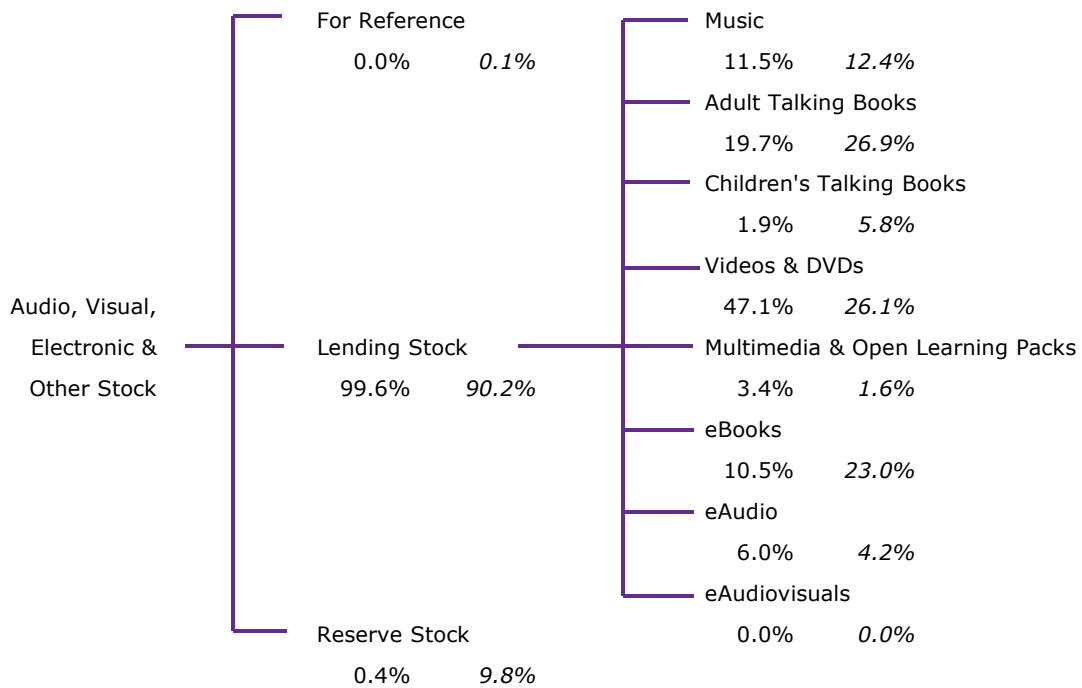 Audio, Visual,
Electronic &
Other Stock
For Reference
0.0% 0.1%
Lending Stock
99.6% 90.2%
Reserve Stock
0.4% 9.8%
Music
11.5% 12.4%
Adult Talking Books
19.7% 26.9%
Children's Talking Books
1.9% 5.8%
Videos & DVDs
47.1% 26.1%
Multimedia & Open Learning Packs
3.4% 1.6%
eBooks
10.5% 23.0%
eAudio
6.0% 4.2%
eAudiovisuals
0.0% 0.0%